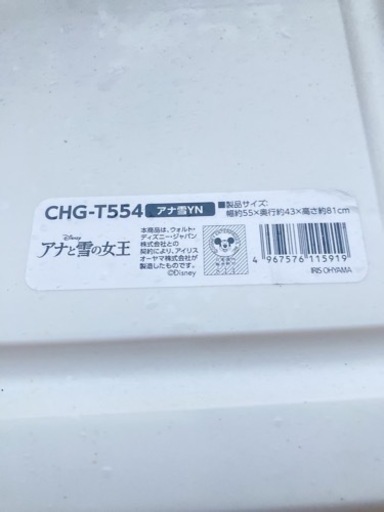 CHG-T554 アナ雪YN
■製品サイズ:
幅約55×奥行約43×高さ約81cm
Disney
アナと雪の女王
本商品は、ウォルト・
ディズニー・ジャパン
株式会社との
契約により、アイリス
オーヤマ株式会社が
製造したものです。
©Disney
4 967576 115919
IRIS OHYAMA